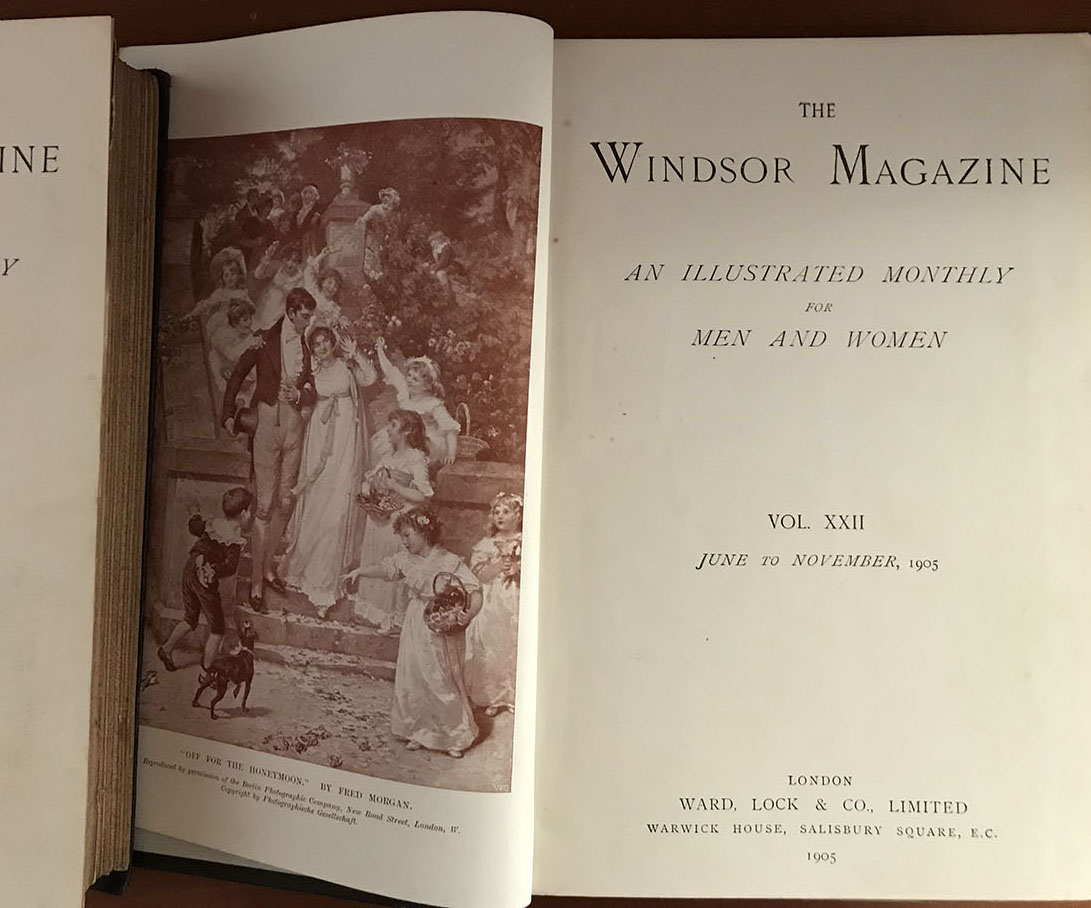 INE
Y
"OFF FOR THE HONEYMOON." BY FRED MORGAN.
Reproduced by permission of the Berlin Photographic Company, New Bond Street, London, W.
Copyright by Photographische Gesellschaft.
THE
WINDSOR MAGAZINE
AN ILLUSTRATED MONTHLY
FOR
MEN AND WOMEN
VOL. XXII
JUNE TO NOVEMBER, 1905
LONDON
WARD, LOCK & CO., LIMITED
WARWICK HOUSE, SALISBURY SQUARE, E.C.
1905